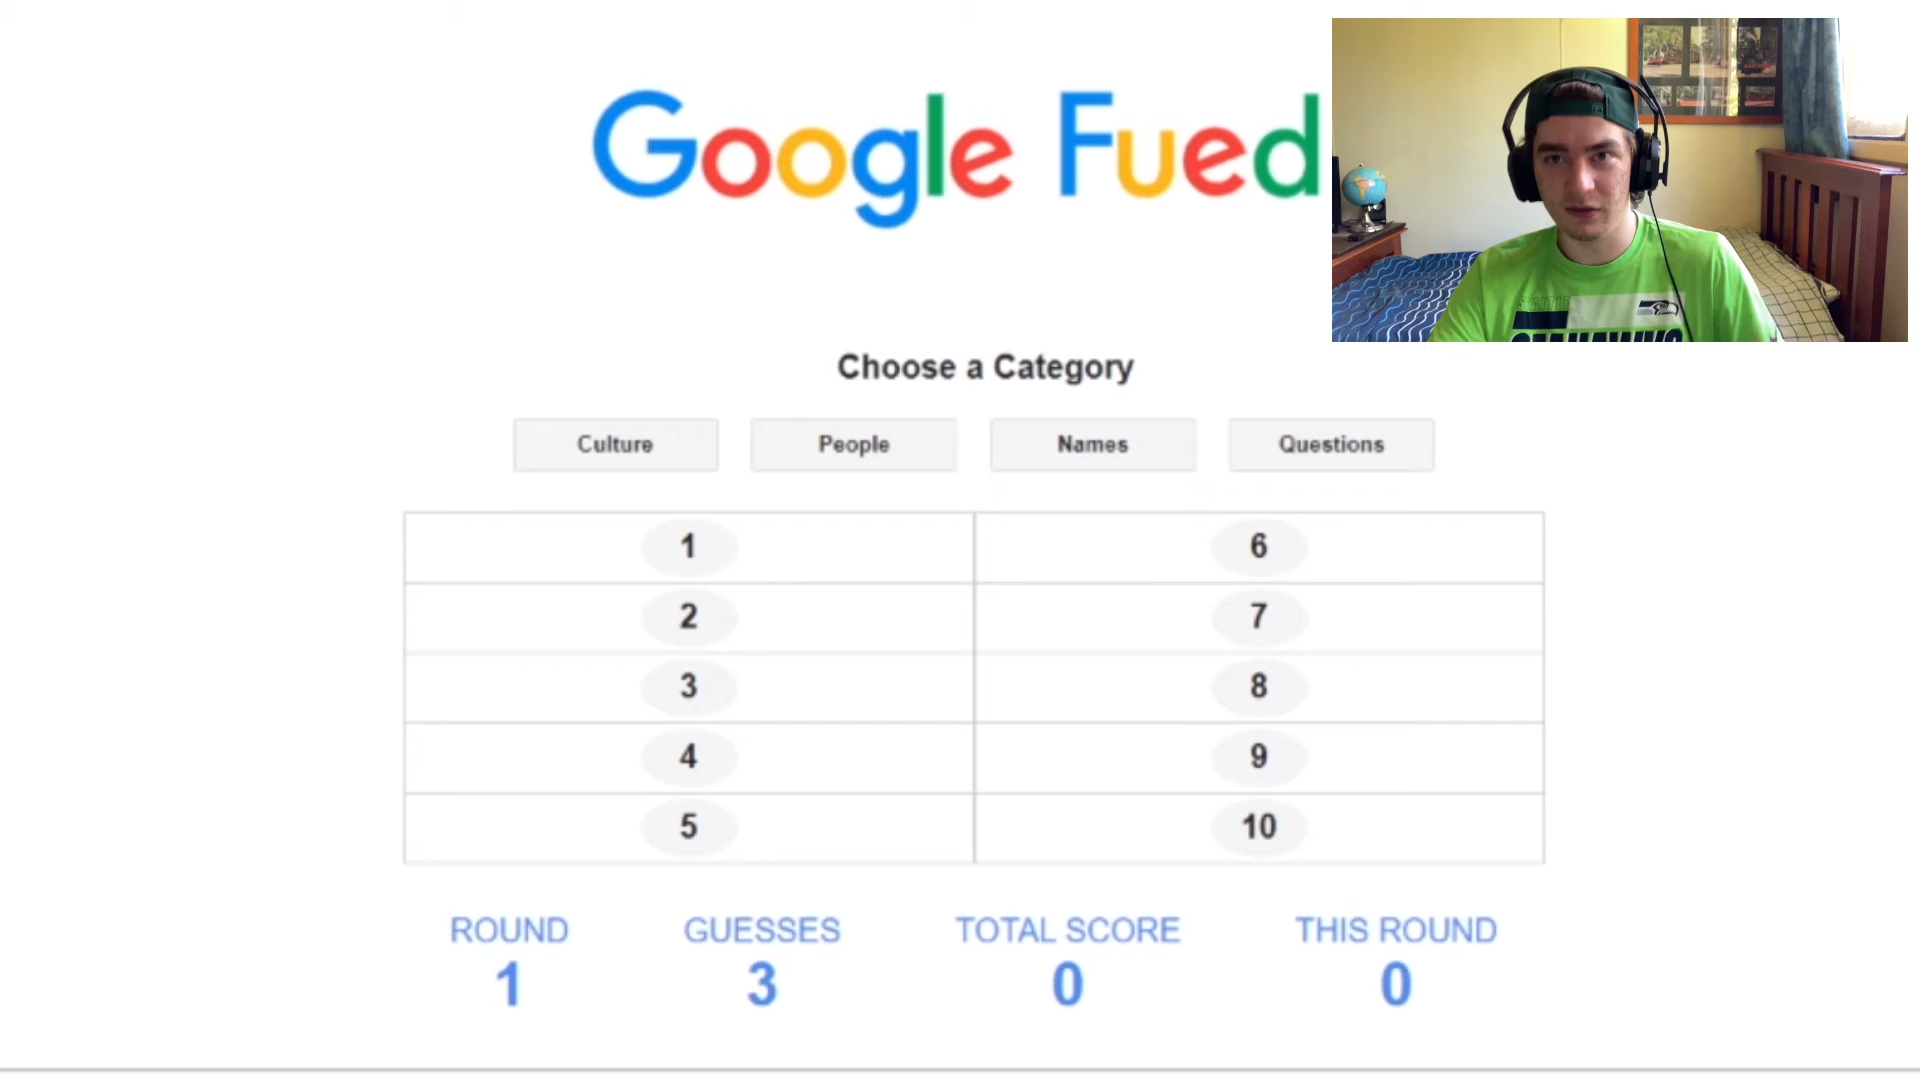 Google Fued
SEAHAWKS
Choose a Category
Culture People Names Questions
1 6
2 7
3 8
4 9
5 10
ROUND GUESSES TOTAL SCORE THIS ROUND
1 3 0 0